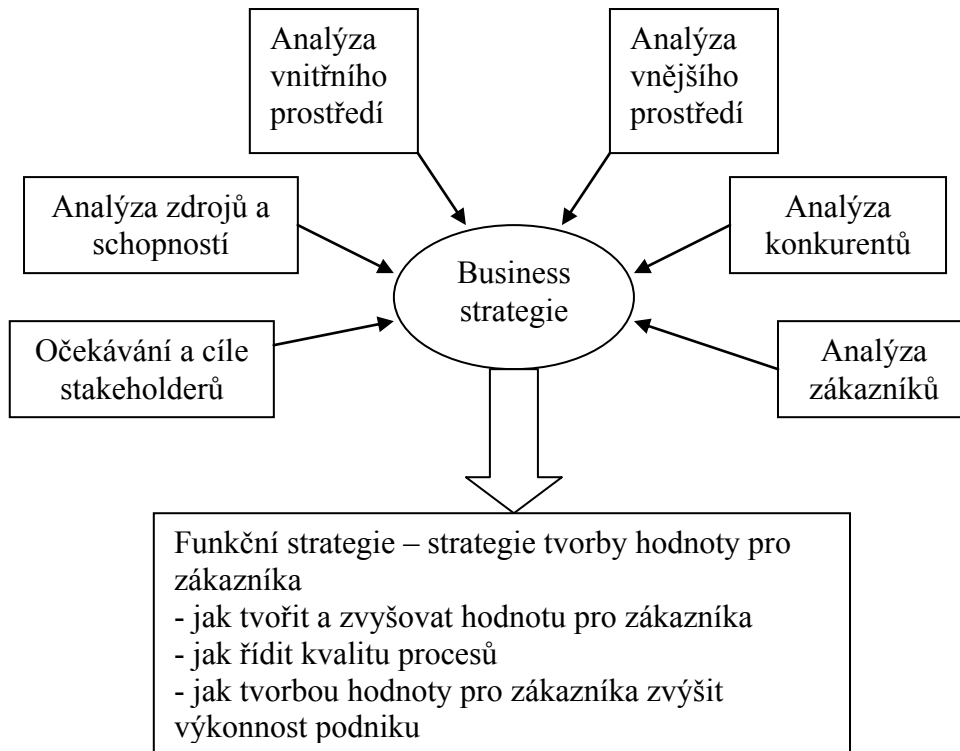 Analýza
vnitřního
prostředí
Analýza
vnějšího
prostředí
Analýza zdrojů a
schopností
Analýza
konkurentů
Business
strategie
Očekávání a cíle
stakeholderů
Analýza
zákazníků
Funkční strategie – strategie tvorby hodnoty pro
zákazníka
- jak tvořit a zvyšovat hodnotu pro zákazníka
- jak řídit kvalitu procesů
- jak tvorbou hodnoty pro zákazníka zvýšit
výkonnost podniku